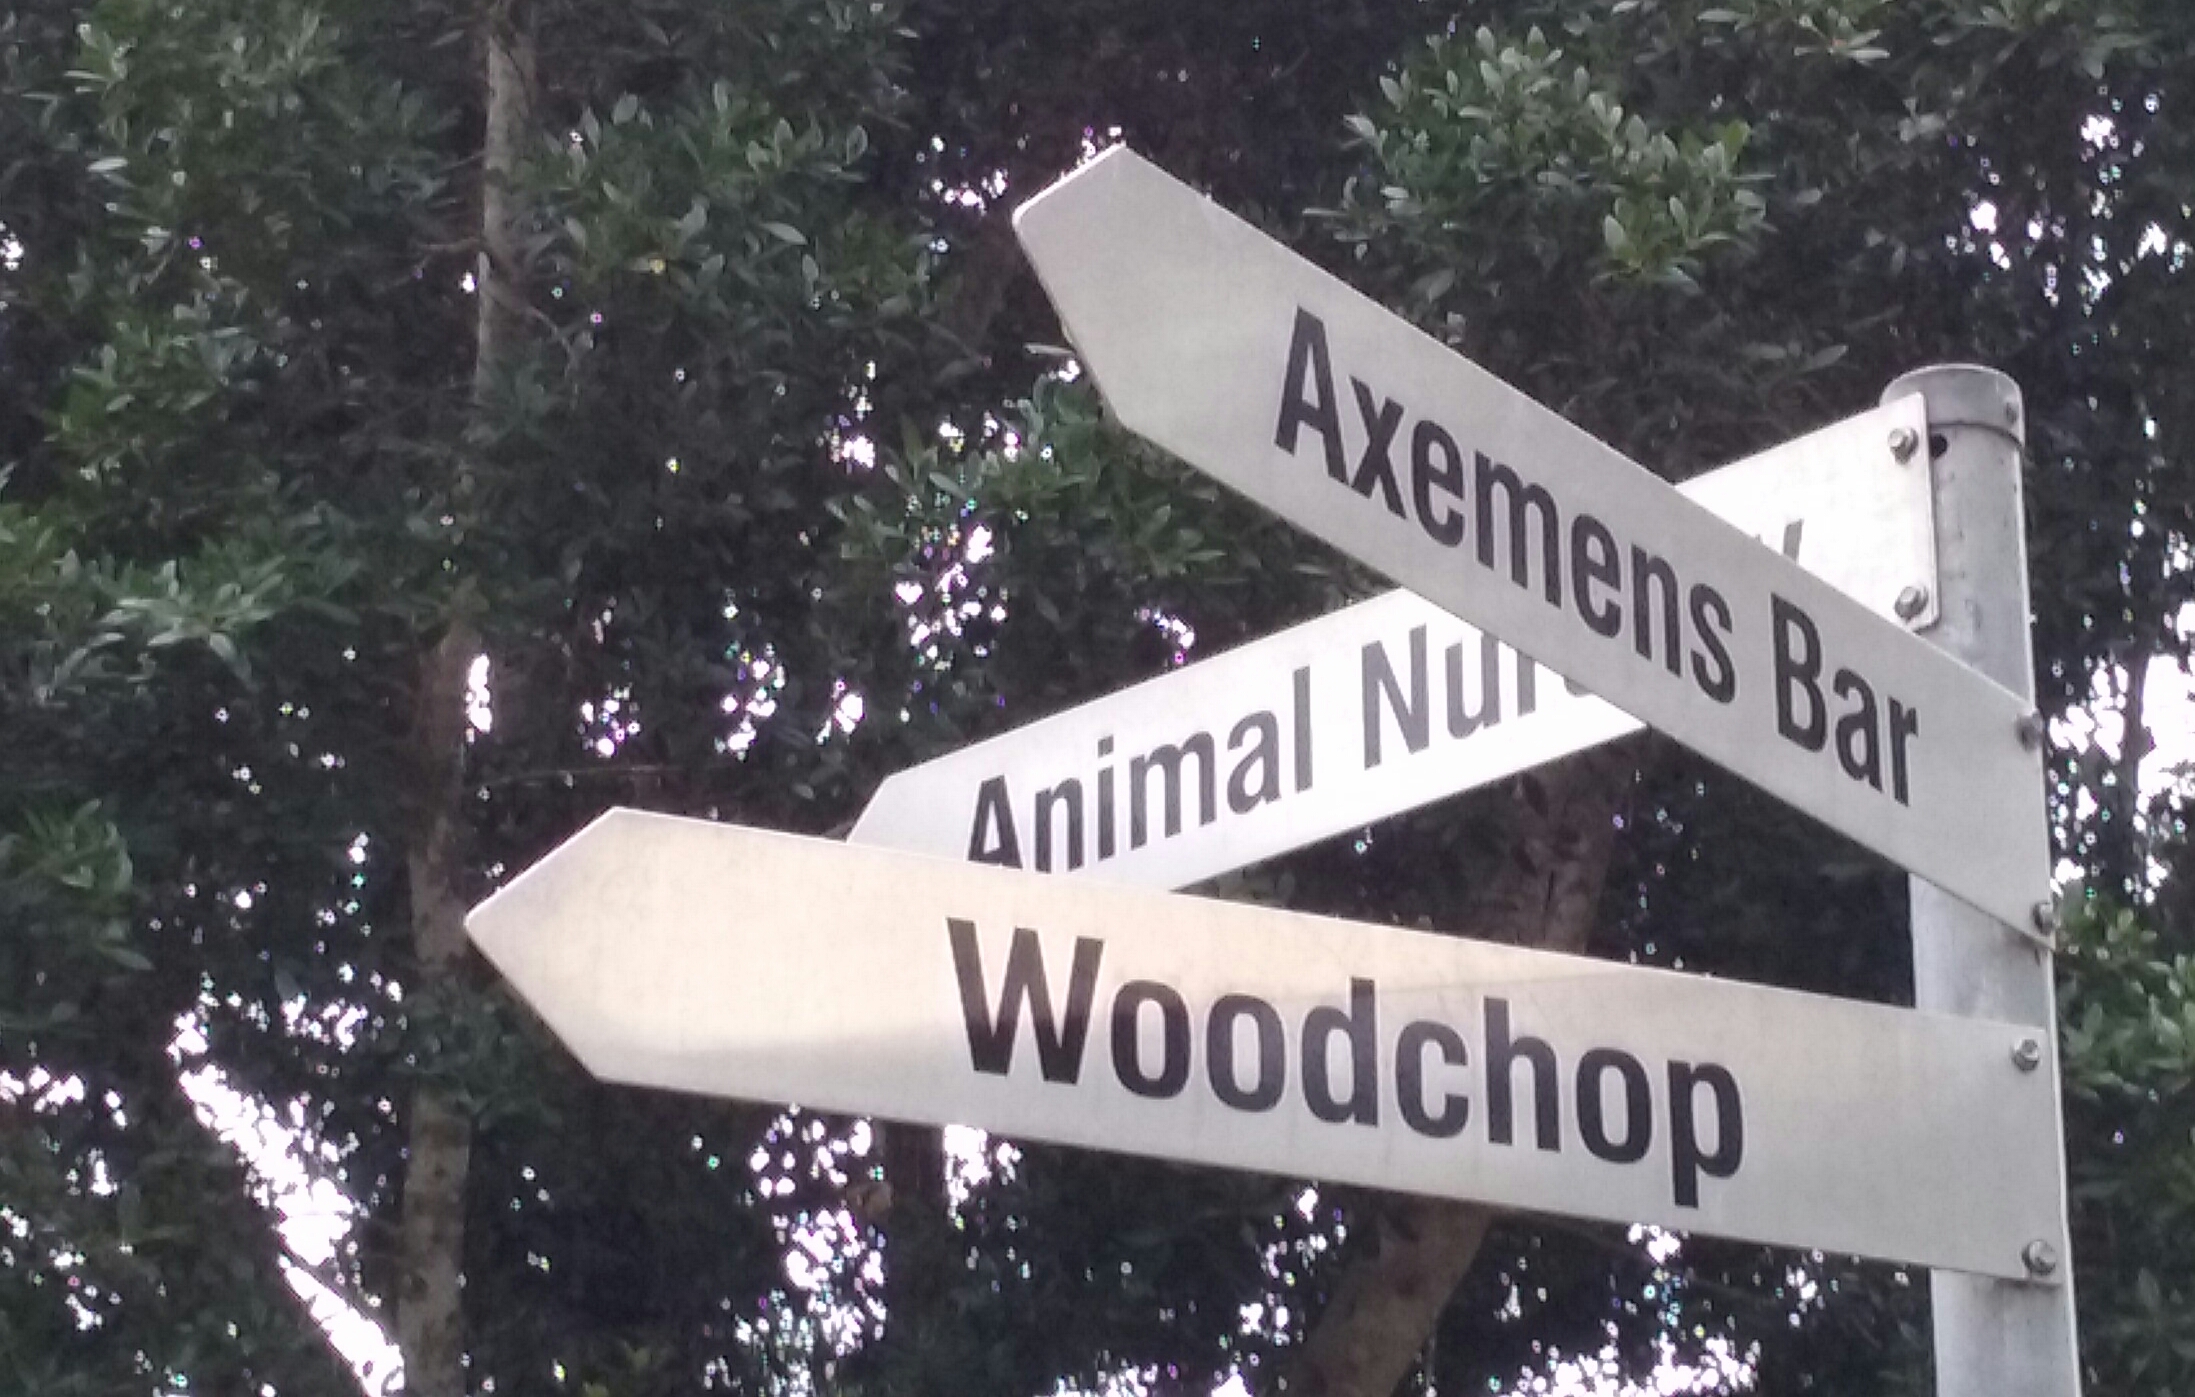 Axemens Bar
Animal
Woodchop